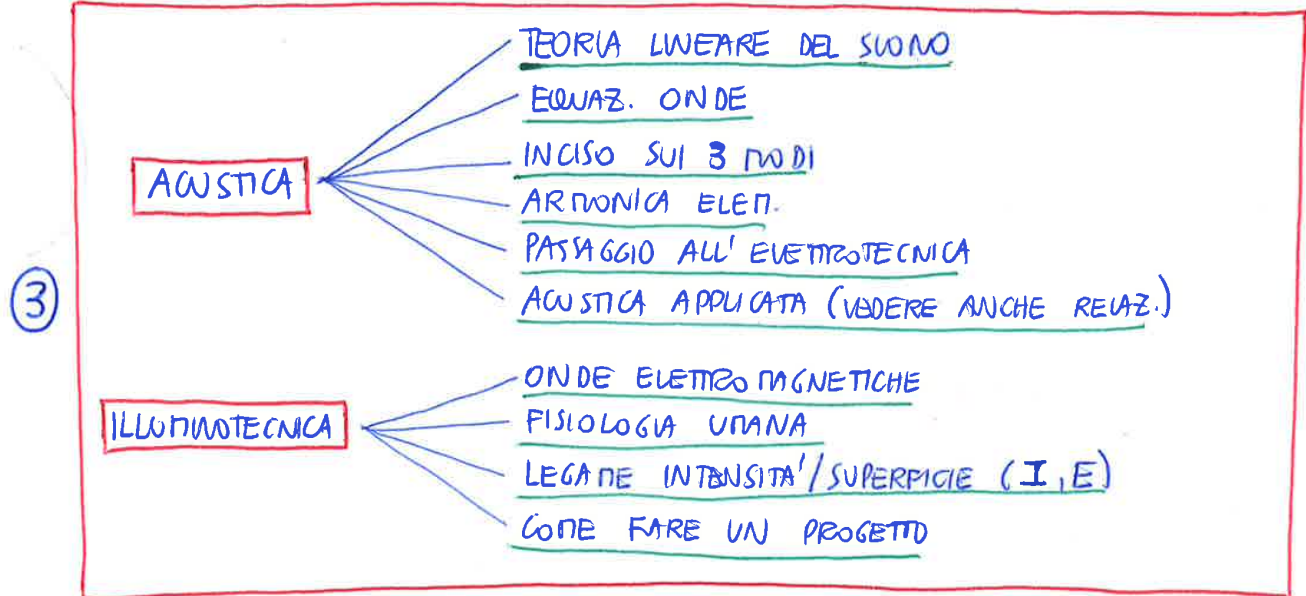 TEORIA LINEARE DEL SUONO
EQUAZ. ONDE
INCISO SUI 3 MODI
ACUSTICA
ARMONICA ELEM.
PASSAGGIO ALL'ELETTROTECNICA
ACUSTICA APPLICATA (VEDERE ANCHE RELAZ.)
③
ONDE ELETTROMAGNETICHE
ILLUMINOTECNICA
FISIOLOGIA UMANA
LEGAME INTENSITA'/SUPERFICIE (I, E)
COME FARE UN PROGETTO